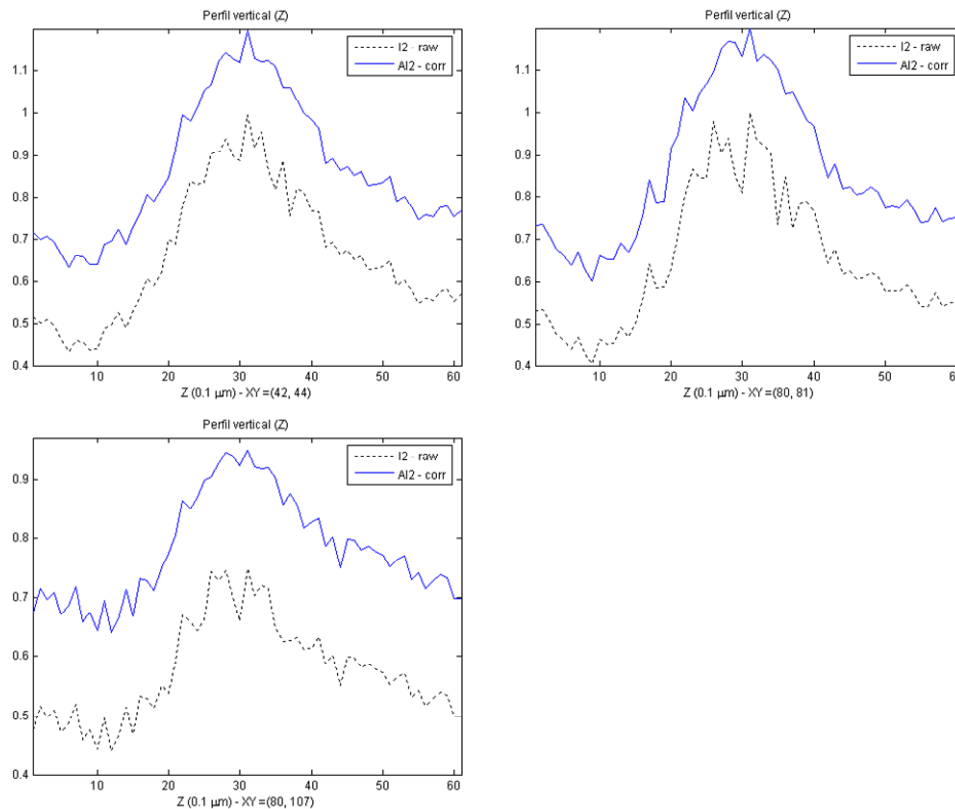 Perfil vertical (Z)
I2 - raw
AI2 - corr
1.1
1
0.9
0.8
0.7
0.6
0.5
0.4
10 20 30 40 50 60
Z (0.1 µm) - XY =(42, 44)
Perfil vertical (Z)
I2 - raw
AI2 - corr
1.1
1
0.9
0.8
0.7
0.6
0.5
0.4
10 20 30 40 50 60
Z (0.1 µm) - XY =(80, 81)
Perfil vertical (Z)
I2 - raw
AI2 - corr
0.9
0.8
0.7
0.6
0.5
0.4
10 20 30 40 50 60
Z (0.1 µm) - XY =(80, 107)